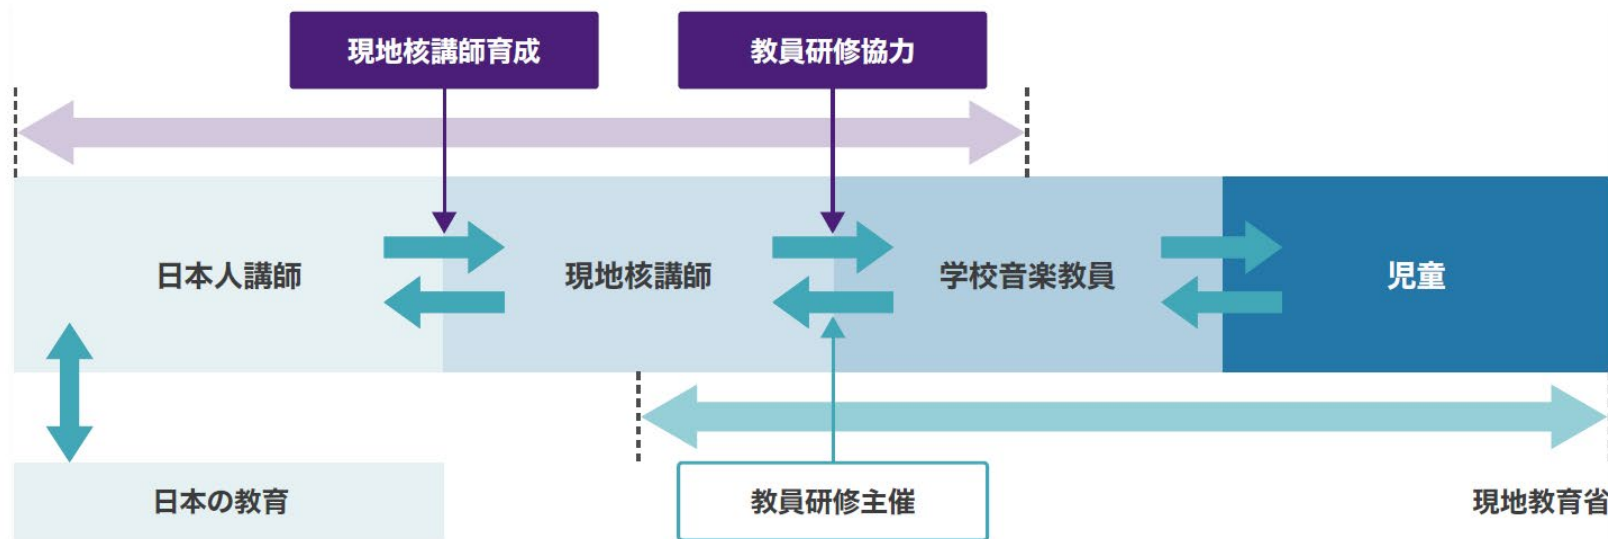 現地核講師育成
教員研修協力
日本人講師
現地核講師
学校音楽教員
児童
日本の教育
教員研修主催
現地教育省